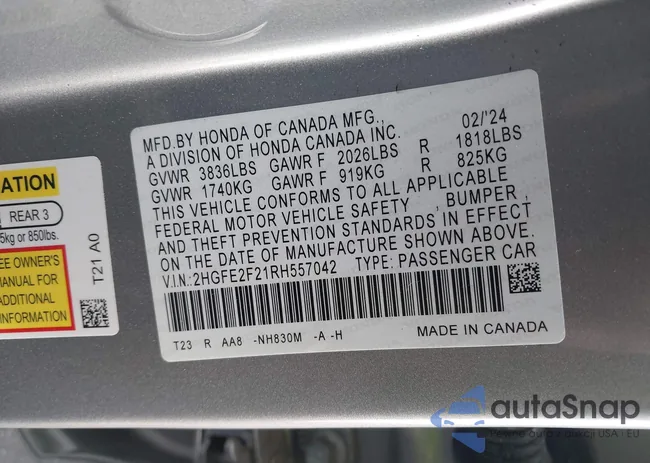 MFD.BY HONDA OF CANADA MFG., 02/'24
A DIVISION OF HONDA CANADA INC.
GVWR 3836LBS GAWR F 2026LBS R 1818LBS
GVWR 1740KG GAWR F 919KG R 825KG
THIS VEHICLE CONFORMS TO ALL APPLICABLE
FEDERAL MOTOR VEHICLE SAFETY , BUMPER ,
AND THEFT PREVENTION STANDARDS IN EFFECT
ON THE DATE OF MANUFACTURE SHOWN ABOVE.
V.I.N.:2HGFE2F21RH557042 TYPE: PASSENGER CAR
T23 R AA8 -NH830M -A -H MADE IN CANADA
ATION
REAR 3
5kg or 850lbs.
EE OWNER'S
MANUAL FOR
ADDITIONAL
INFORMATION
T21 A0
autoSnap